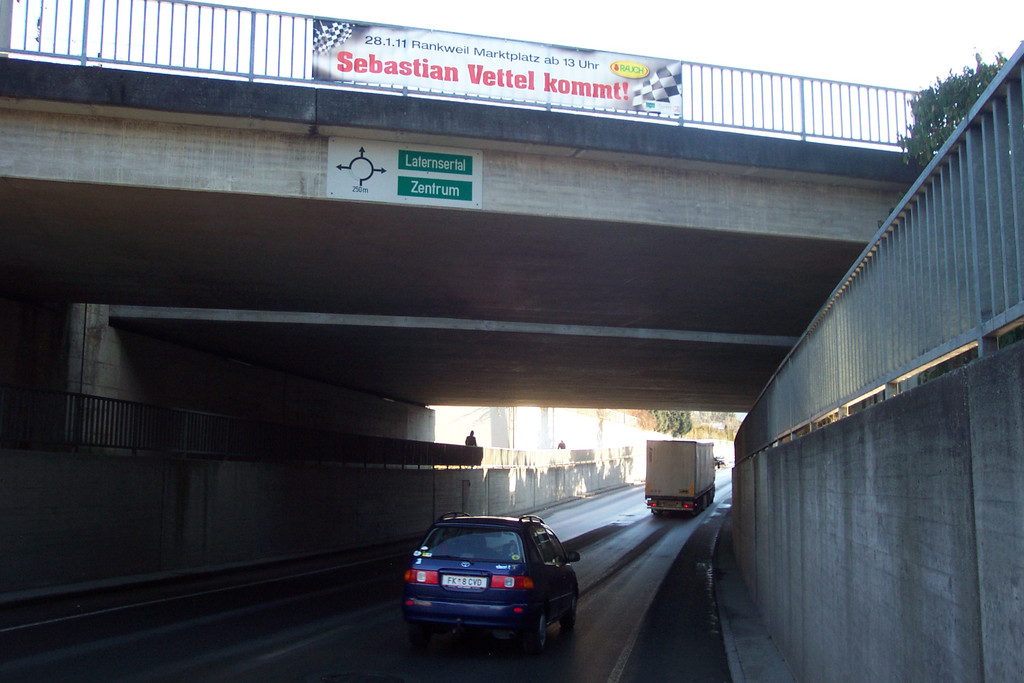 28.1.11 Rankweil Marktplatz ab 13 Uhr
RAUCH
Sebastian Vettel kommt!
Laternsertal
Zentrum
250m
FK 8 CVD